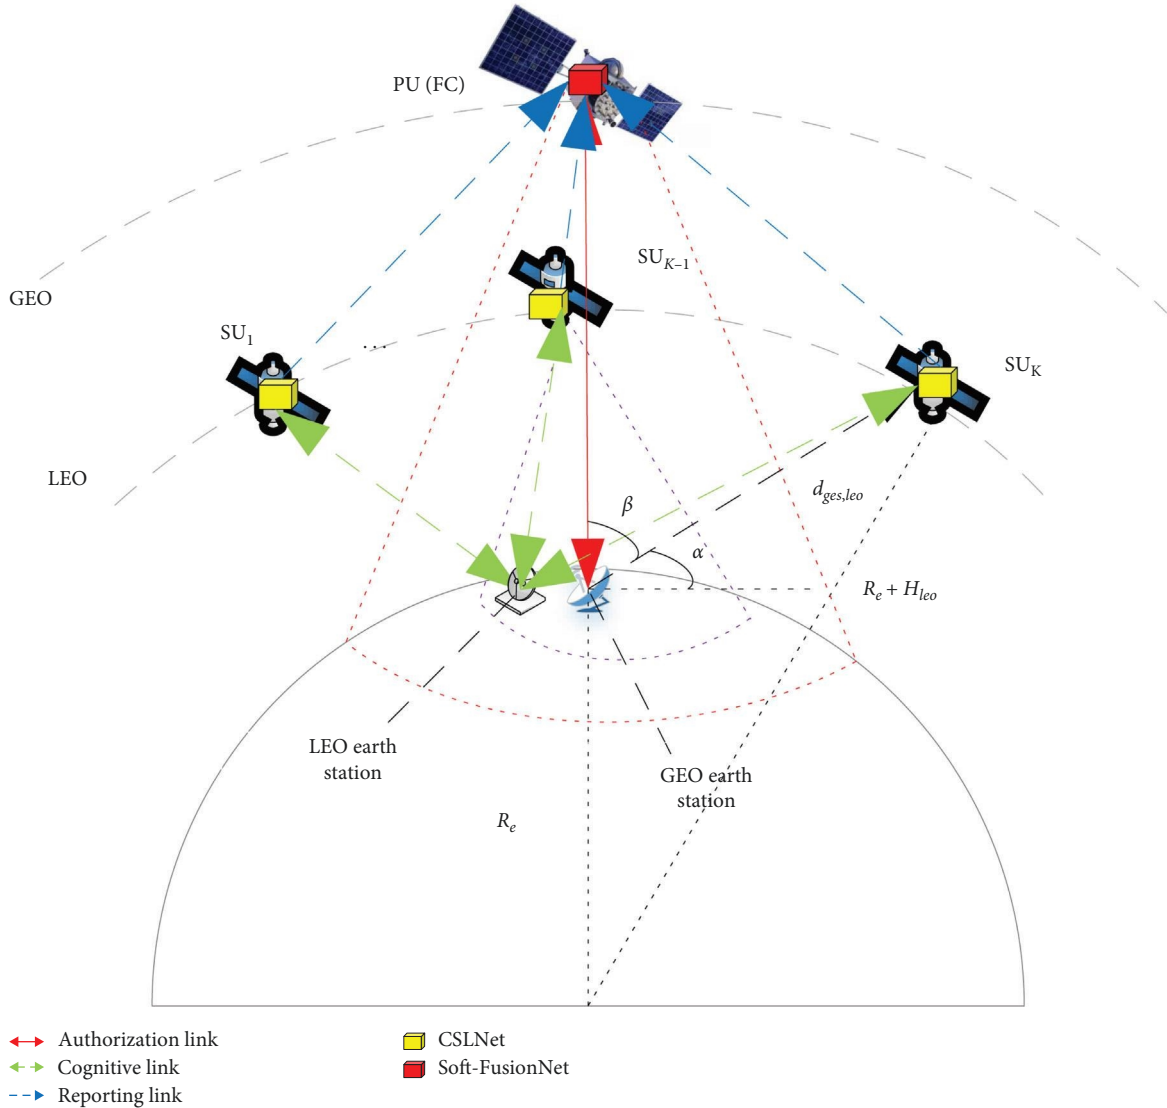 PU (FC)
SU_{K–1}
GEO
SU_1
...
SU_K
LEO
d_{ges,leo}
β
α
R_e + H_{leo}
LEO earth
station
GEO earth
station
R_e
Authorization link
Cognitive link
Reporting link
CSLNet
Soft-FusionNet